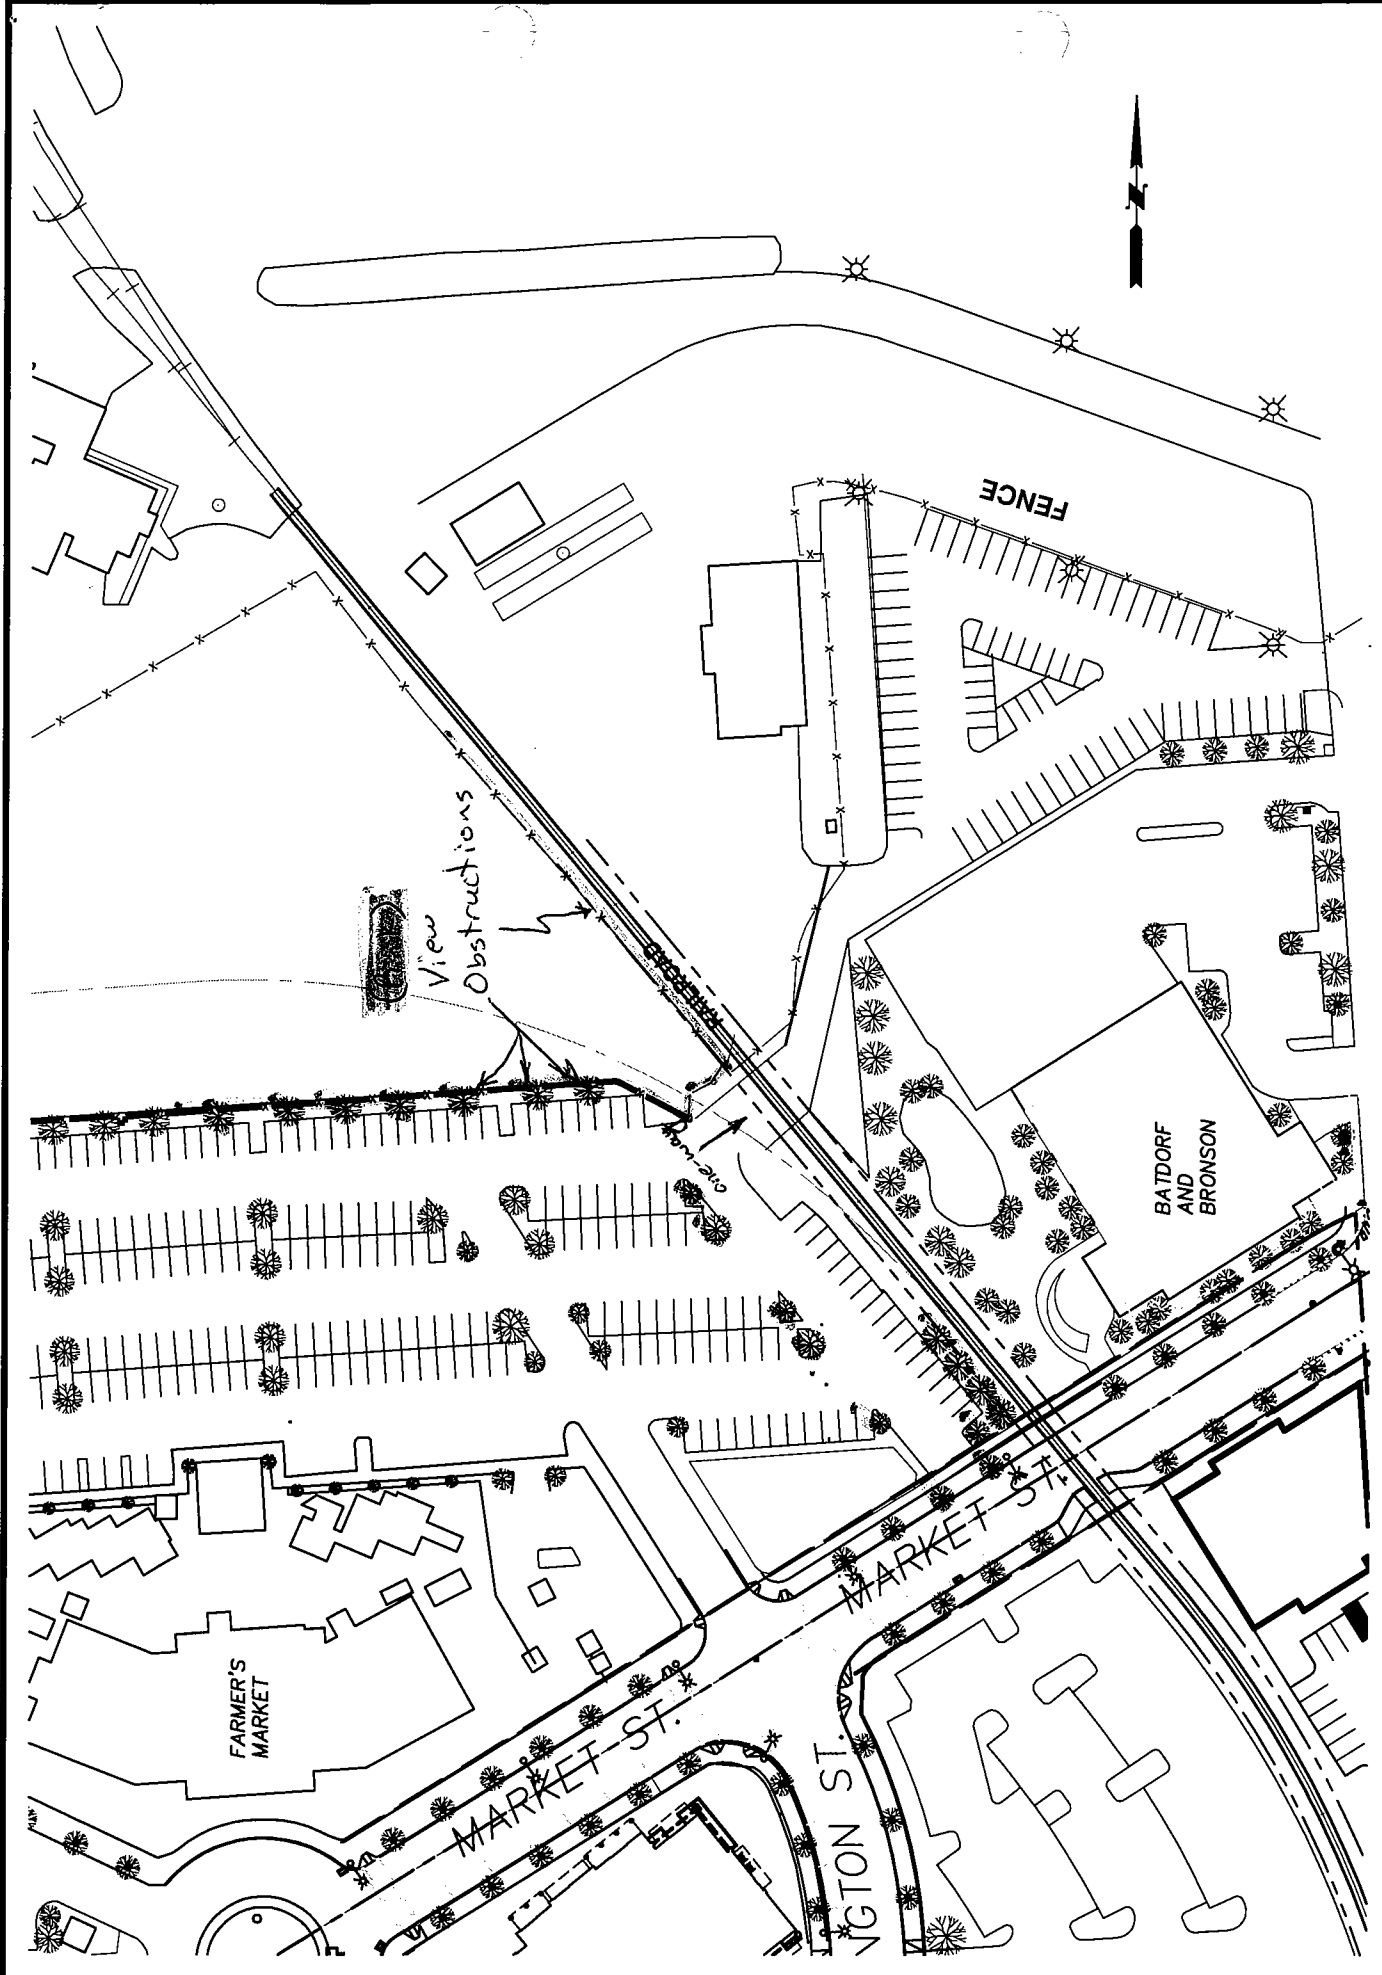 N
FENCE
View
Obstructions
RAILROAD
one-way
BATDORF
AND
BRONSON
MARKET ST.
FARMER'S
MARKET
MARKET ST.
GTON ST.